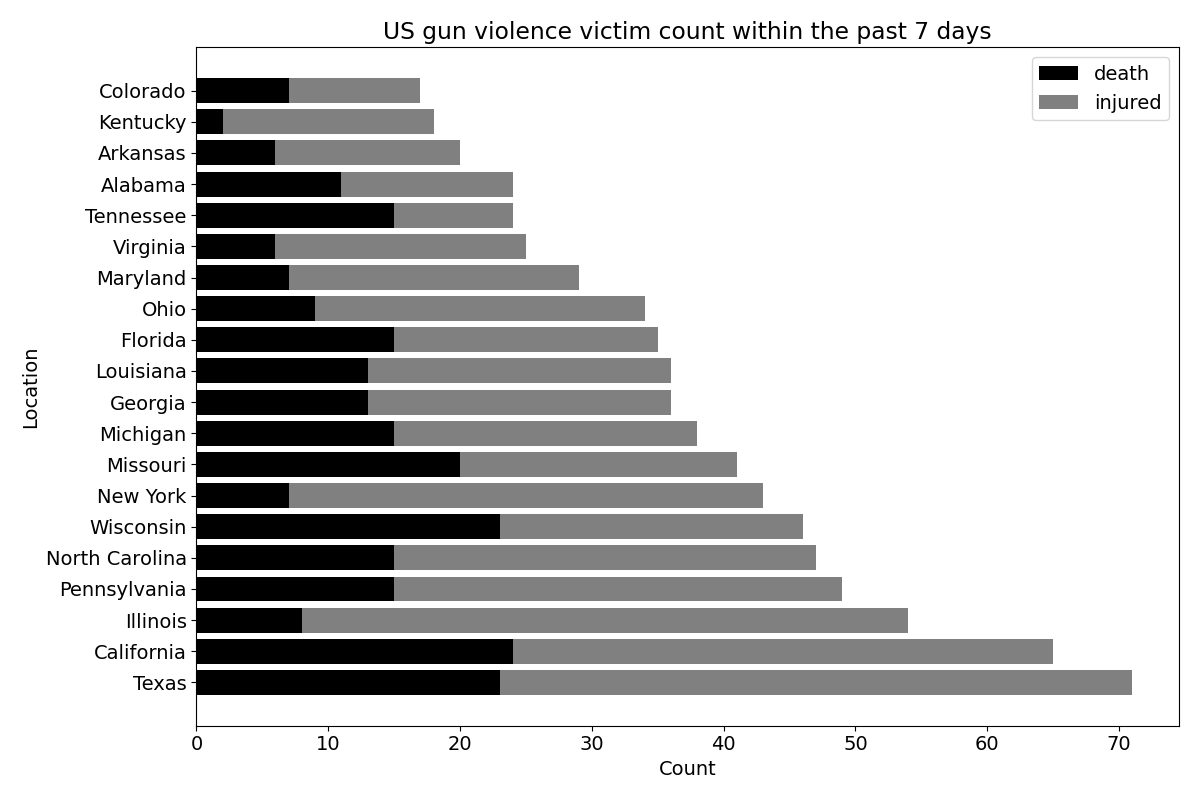 US gun violence victim count within the past 7 days
death
injured
Colorado
Kentucky
Arkansas
Alabama
Tennessee
Virginia
Maryland
Ohio
Florida
Louisiana
Georgia
Michigan
Missouri
New York
Wisconsin
North Carolina
Pennsylvania
Illinois
California
Texas
Location
0 10 20 30 40 50 60 70
Count